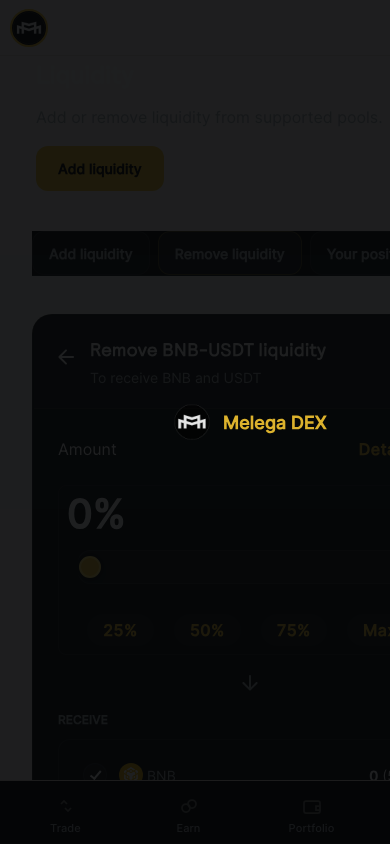 Liquidity
Add or remove liquidity from supported pools.
Add liquidity
Add liquidity
Remove liquidity
Your posi
Remove BNB-USDT liquidity
To receive BNB and USDT
Melega DEX
Amount
Deta
0%
25%
50%
75%
Ma
RECEIVE
BNB
0 (
Trade
Earn
Portfolio